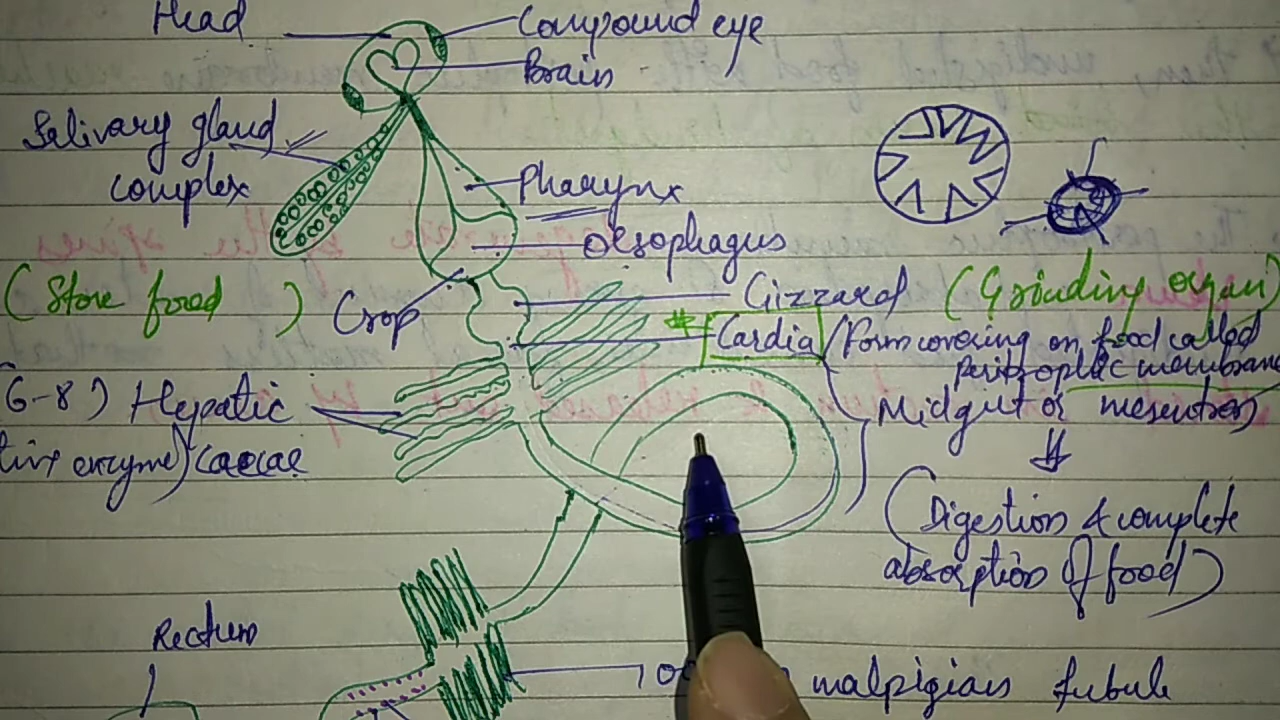 Head
Compound eye
Brain
Salivary gland
complex
Pharynx
Oesophagus
(Store food)
Crop
Gizzard (Grinding organ)
Cardia / Form covering on food called
peritrophic membrane
(6-8) Hepatic
caecae
enzyme)
Midgut or mesentron
(Digestion & complete
absorption of food)
Rectum
malpigian tubule